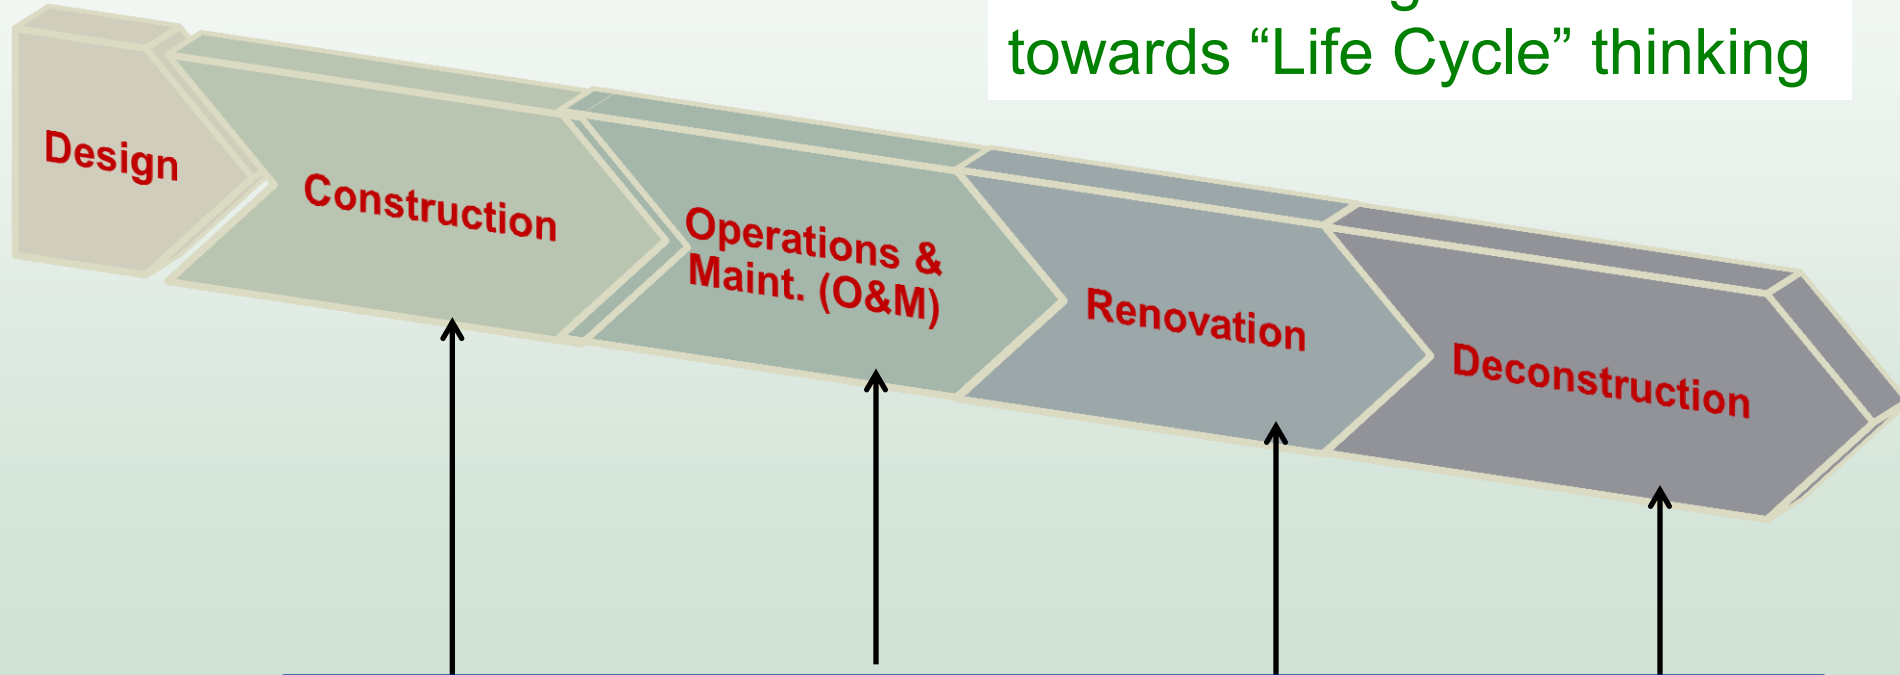 towards “Life Cycle” thinking
Design
Construction
Operations &
Maint. (O&M)
Renovation
Deconstruction